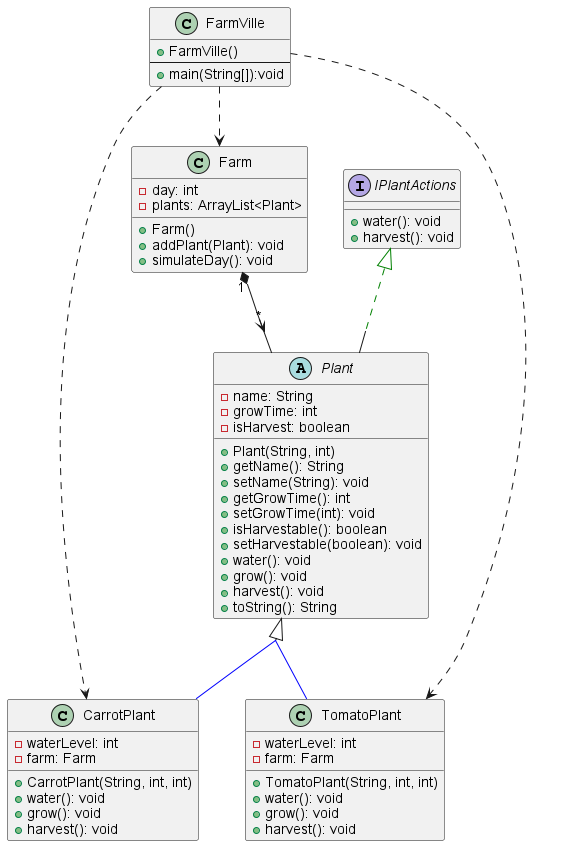 C FarmVille
FarmVille()
main(String[]):void
C Farm
day: int
plants: ArrayList<Plant>
Farm()
addPlant(Plant): void
simulateDay(): void
I IPlantActions
water(): void
harvest(): void
1
*
A Plant
name: String
growTime: int
isHarvest: boolean
Plant(String, int)
getName(): String
setName(String): void
getGrowTime(): int
setGrowTime(int): void
isHarvestable(): boolean
setHarvestable(boolean): void
water(): void
grow(): void
harvest(): void
toString(): String
C CarrotPlant
waterLevel: int
farm: Farm
CarrotPlant(String, int, int)
water(): void
grow(): void
harvest(): void
C TomatoPlant
waterLevel: int
farm: Farm
TomatoPlant(String, int, int)
water(): void
grow(): void
harvest(): void